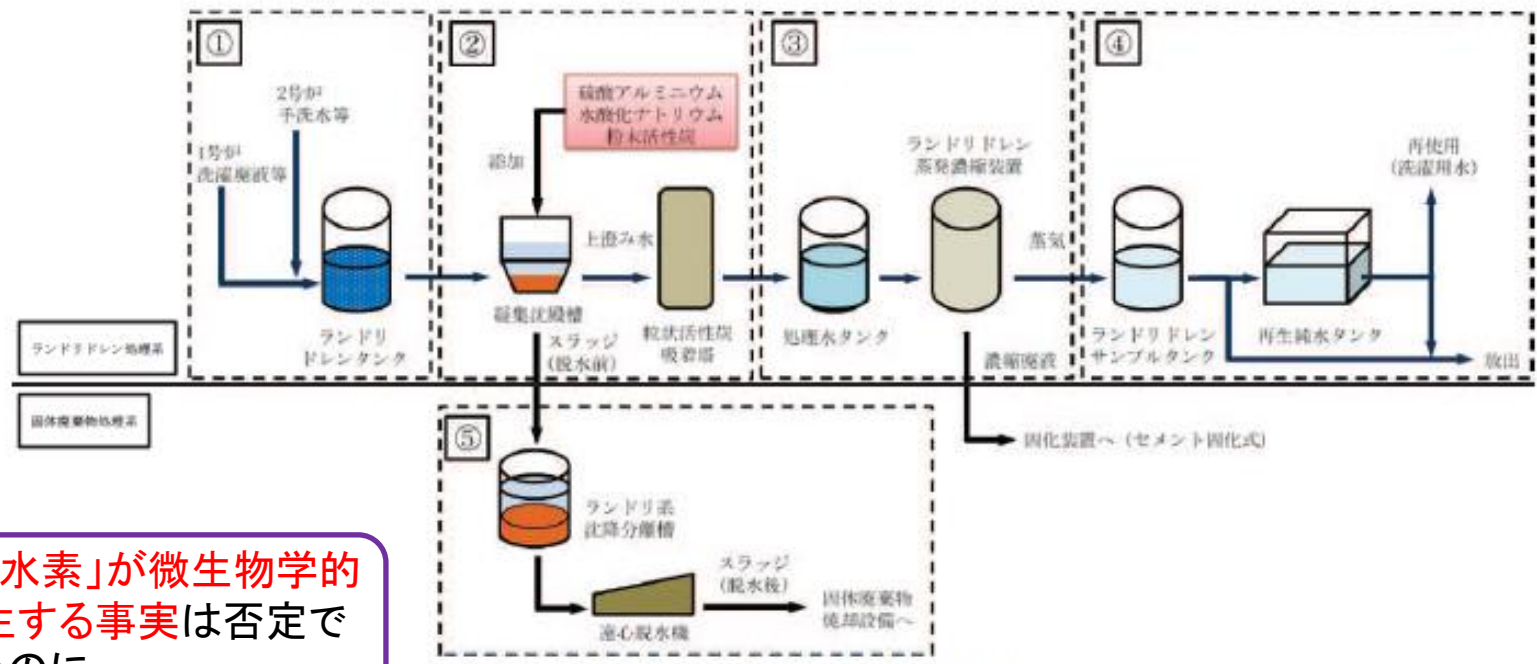 ①
2号炉
手洗水等
1号炉
洗濯廃液等
ランドリ
ドレンタンク
②
硫酸アルミニウム
水酸化ナトリウム
粉末活性炭
添加
上澄み水
凝集沈殿槽
スラッジ
(脱水前)
粒状活性炭
吸着塔
③
ランドリドレン
蒸発濃縮装置
処理水タンク
蒸気
濃縮廃液
④
再使用
(洗濯用水)
ランドリドレン
サンプルタンク
再生純水タンク
放出
ランドリドレン処理系
固体廃棄物処理系
⑤
ランドリ系
沈降分離槽
スラッジ
(脱水後)
遠心脱水機
固体廃棄物
焼却設備へ
固化装置へ (セメント固化式)
水素」が微生物学的
生する事実は否定で
のに